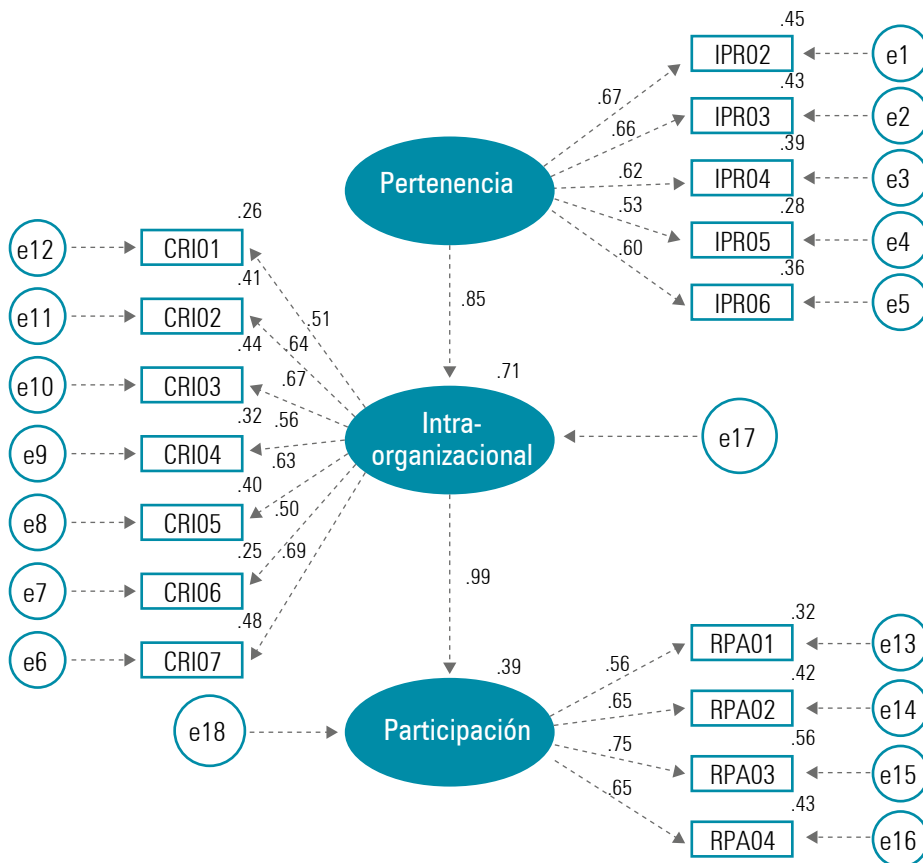 .45
IPR02
e1
.43
.67
IPR03
e2
.66
.39
Pertenencia
.62
IPR04
e3
.53
.28
IPR05
e4
.60
.36
IPR06
e5
.26
e12
CRI01
.41
.85
e11
CRI02
.51
.64
.44
e10
CRI03
.67
.71
.32
.56
Intra-
organizacional
e17
e9
CRI04
.63
.40
e8
CRI05
.50
.25
.69
e7
CRI06
.99
.48
e6
CRI07
.39
.32
.56
RPA01
e13
.42
e18
Participación
.65
RPA02
e14
.75
.56
RPA03
e15
.65
.43
RPA04
e16